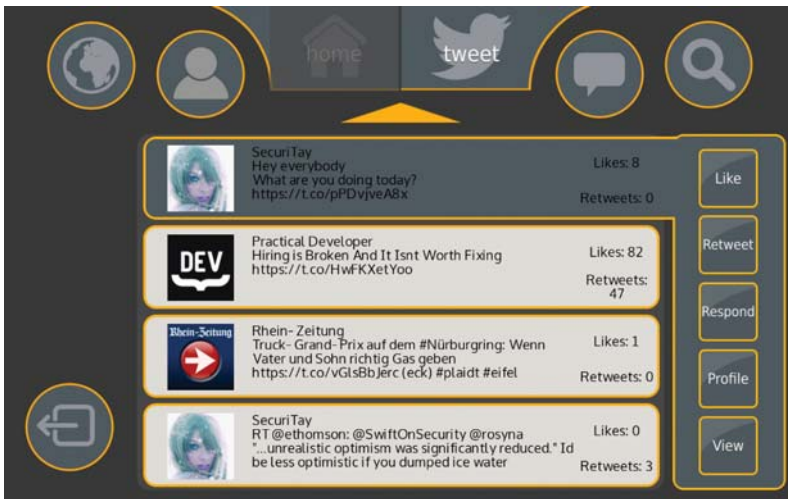 home
tweet
SecuriTay
Hey everybody
What are you doing today?
https://t.co/pPDvjveA8x
Likes: 8
Retweets: 0
DEV
Practical Developer
Hiring is Broken And It Isnt Worth Fixing
https://t.co/HwFKXetYoo
Likes: 82
Retweets:
47
Rhein-Zeitung
Rhein- Zeitung
Truck- Grand- Prix auf dem #Nürburgring: Wenn
Vater und Sohn richtig Gas geben
https://t.co/vGlsBbJerc (eck) #plaidt #eifel
Likes: 1
Retweets: 0
SecuriTay
RT @ethomson: @SwiftOnSecurity @rosyna
"...unrealistic optimism was significantly reduced." Id
be less optimistic if you dumped ice water
Likes: 0
Retweets: 3
Like
Retweet
Respond
Profile
View